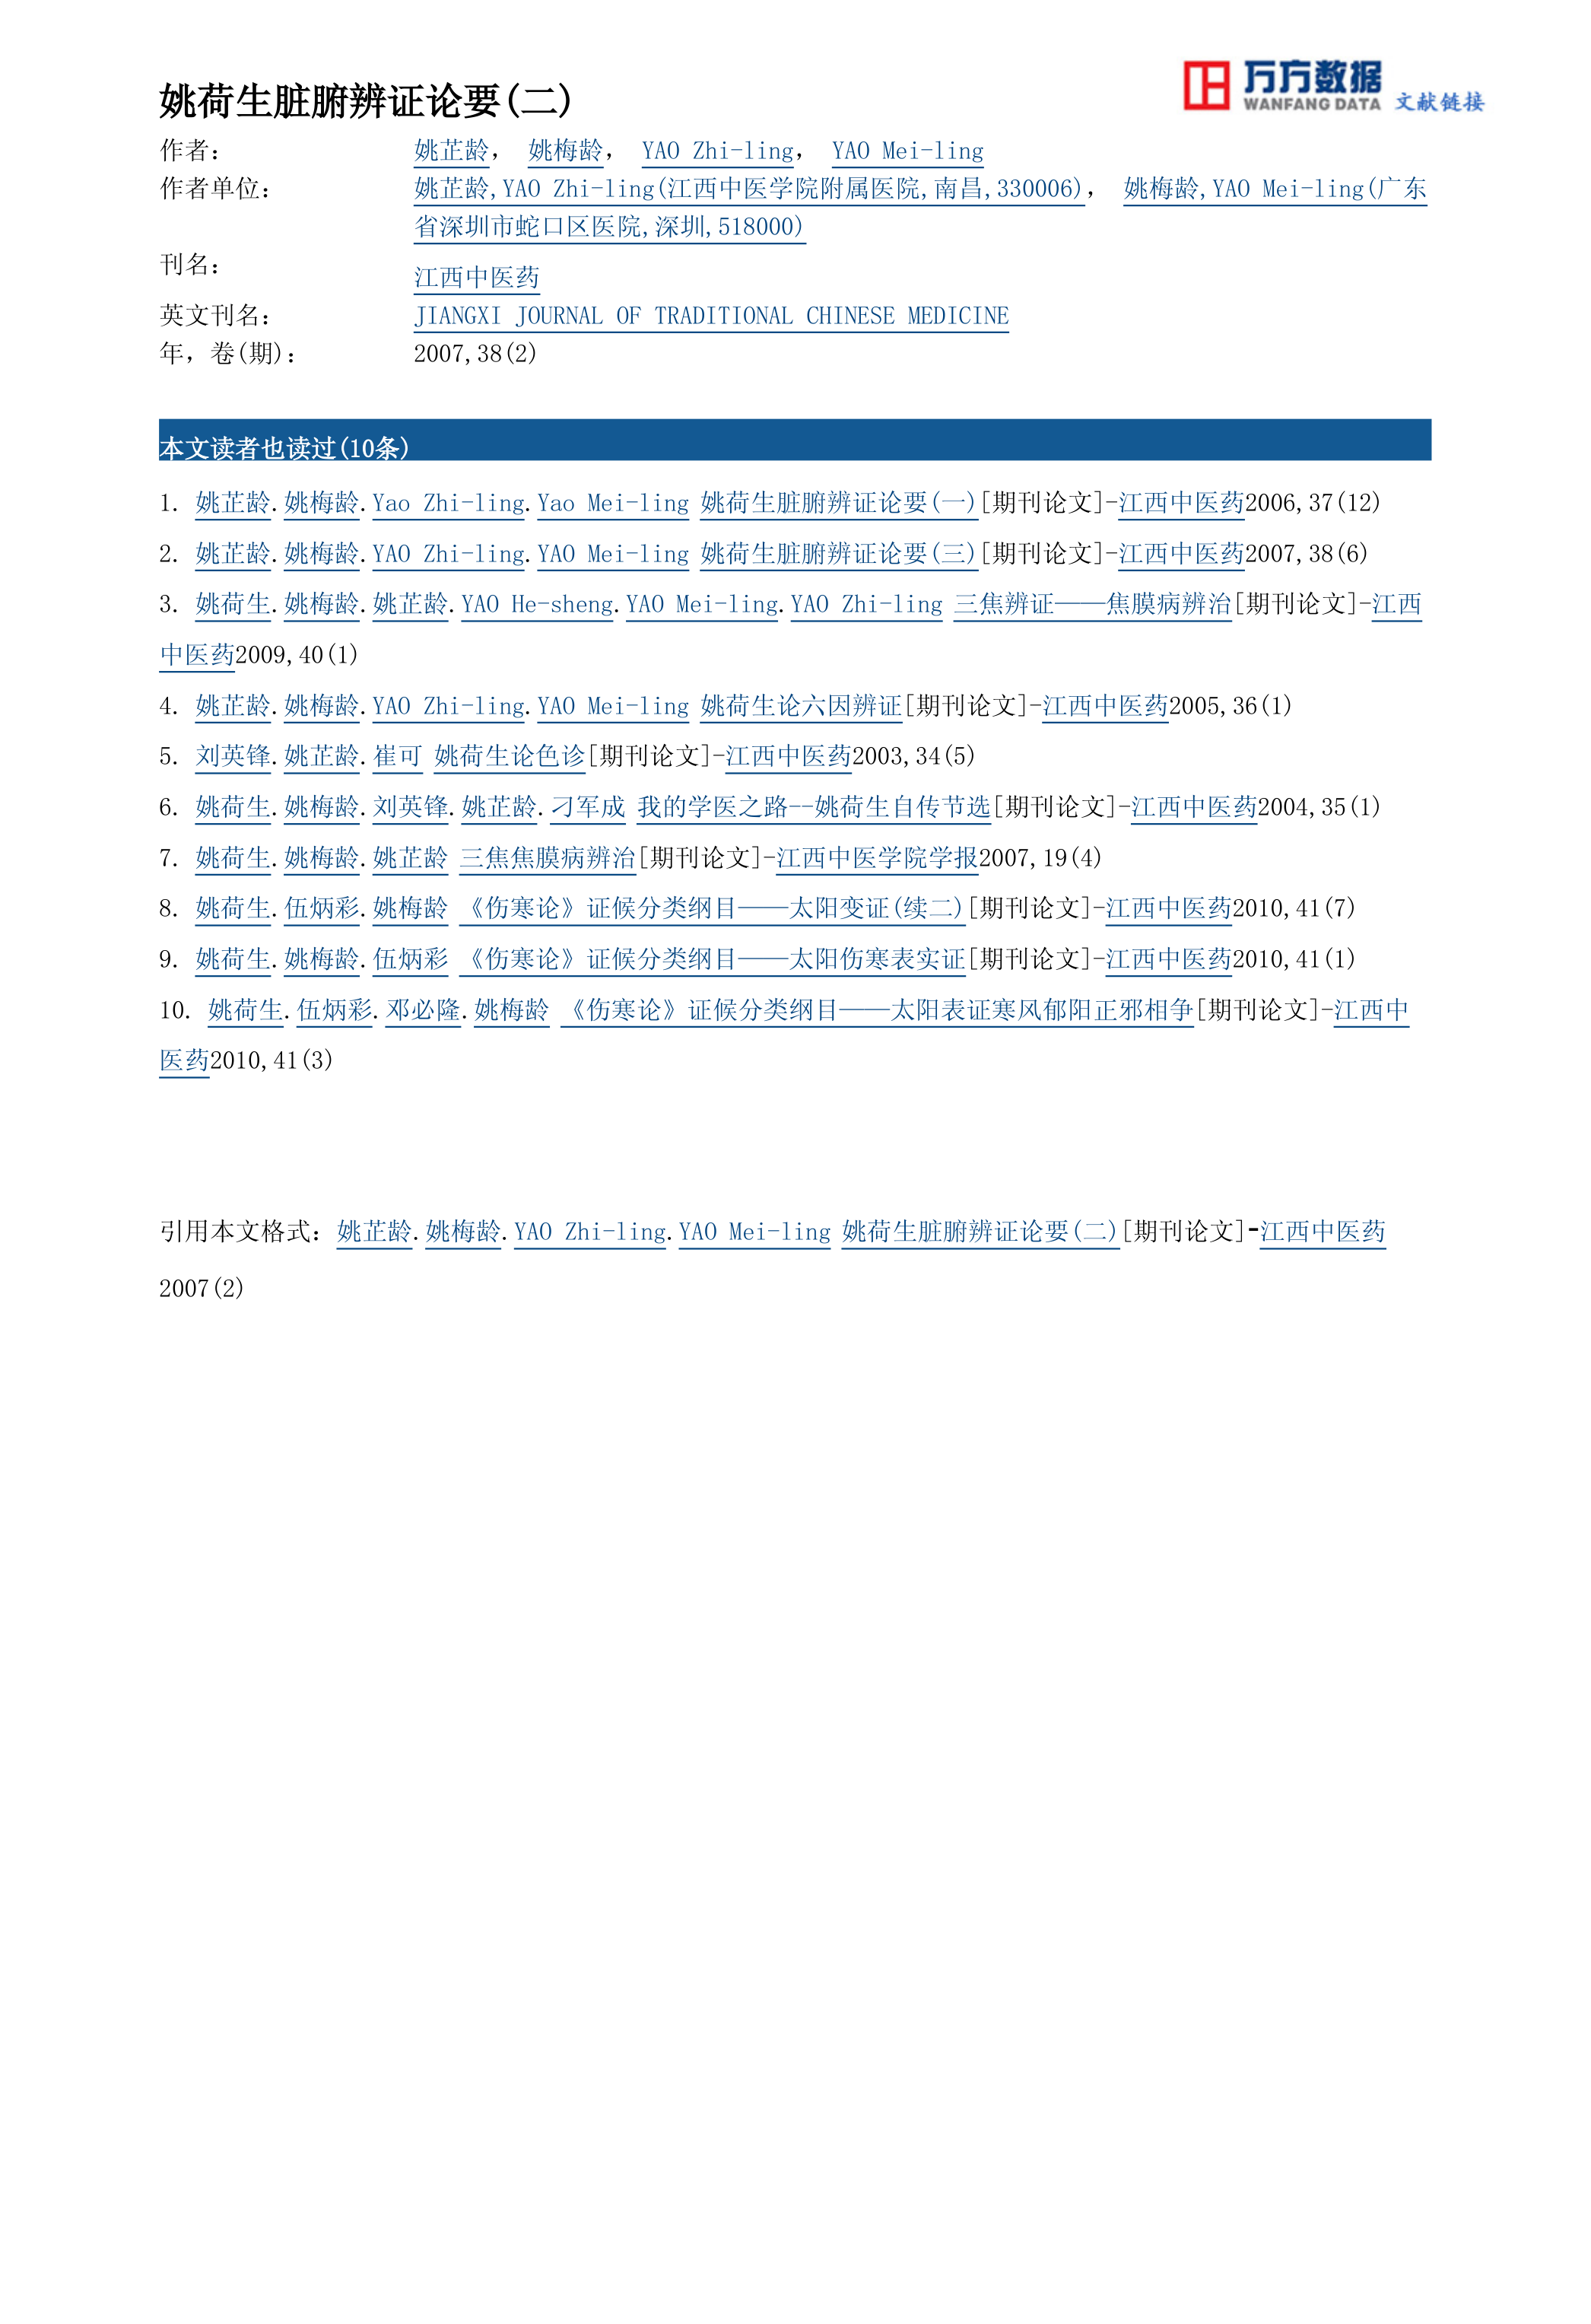 姚荷生脏腑辨证论要(二)
万方数据
WANFANG DATA 文献链接
作者： 姚芷龄， 姚梅龄， YAO Zhi-ling， YAO Mei-ling
作者单位： 姚芷龄,YAO Zhi-ling(江西中医学院附属医院,南昌,330006)， 姚梅龄,YAO Mei-ling(广东
省深圳市蛇口区医院,深圳,518000)
刊名： 江西中医药
英文刊名： JIANGXI JOURNAL OF TRADITIONAL CHINESE MEDICINE
年，卷(期)： 2007,38(2)
本文读者也读过(10条)
1. 姚芷龄.姚梅龄.Yao Zhi-ling.Yao Mei-ling 姚荷生脏腑辨证论要(一)[期刊论文]-江西中医药2006,37(12)
2. 姚芷龄.姚梅龄.YAO Zhi-ling.YAO Mei-ling 姚荷生脏腑辨证论要(三)[期刊论文]-江西中医药2007,38(6)
3. 姚荷生.姚梅龄.姚芷龄.YAO He-sheng.YAO Mei-ling.YAO Zhi-ling 三焦辨证——焦膜病辨治[期刊论文]-江西
中医药2009,40(1)
4. 姚芷龄.姚梅龄.YAO Zhi-ling.YAO Mei-ling 姚荷生论六因辨证[期刊论文]-江西中医药2005,36(1)
5. 刘英锋.姚芷龄.崔可 姚荷生论色诊[期刊论文]-江西中医药2003,34(5)
6. 姚荷生.姚梅龄.刘英锋.姚芷龄.刁军成 我的学医之路--姚荷生自传节选[期刊论文]-江西中医药2004,35(1)
7. 姚荷生.姚梅龄.姚芷龄 三焦焦膜病辨治[期刊论文]-江西中医学院学报2007,19(4)
8. 姚荷生.伍炳彩.姚梅龄 《伤寒论》证候分类纲目——太阳变证(续二)[期刊论文]-江西中医药2010,41(7)
9. 姚荷生.姚梅龄.伍炳彩 《伤寒论》证候分类纲目——太阳伤寒表实证[期刊论文]-江西中医药2010,41(1)
10. 姚荷生.伍炳彩.邓必隆.姚梅龄 《伤寒论》证候分类纲目——太阳表证寒风郁阳正邪相争[期刊论文]-江西中
医药2010,41(3)
引用本文格式：姚芷龄.姚梅龄.YAO Zhi-ling.YAO Mei-ling 姚荷生脏腑辨证论要(二)[期刊论文]-江西中医药
2007(2)